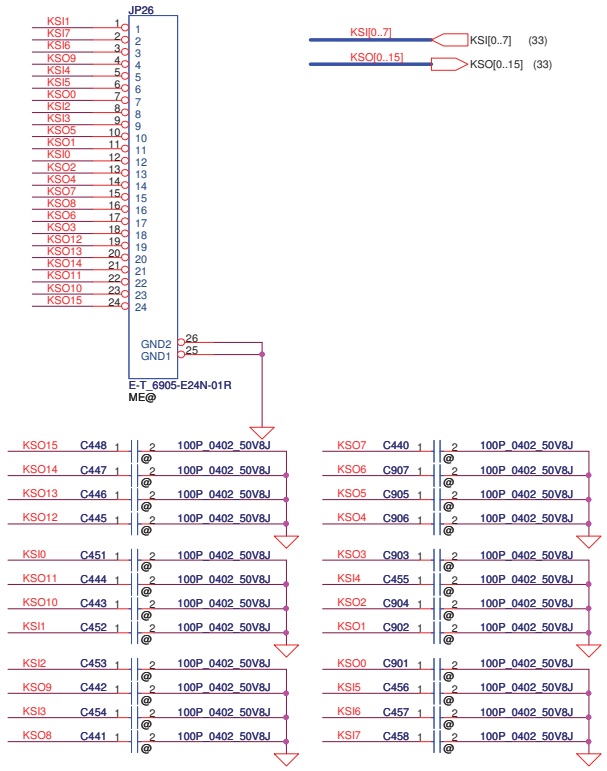 JP26
KSI1 1 1
KSI7 2 2
KSI6 3 3
KSO9 4 4
KSI4 5 5
KSI5 6 6
KSO0 7 7
KSI2 8 8
KSI3 9 9
KSO5 10 10
KSO1 11 11
KSI0 12 12
KSO2 13 13
KSO4 14 14
KSO7 15 15
KSO8 16 16
KSO6 17 17
KSO3 18 18
KSO12 19 19
KSO13 20 20
KSO14 21 21
KSO11 22 22
KSO10 23 23
KSO15 24 24
GND2 26
GND1 25
E-T_6905-E24N-01R
ME@
KSI[0..7] KSI[0..7] (33)
KSO[0..15] KSO[0..15] (33)
KSO15 C448 1 2 100P_0402_50V8J
@
KSO14 C447 1 2 100P_0402_50V8J
@
KSO13 C446 1 2 100P_0402_50V8J
@
KSO12 C445 1 2 100P_0402_50V8J
@
KSI0 C451 1 2 100P_0402_50V8J
@
KSO11 C444 1 2 100P_0402_50V8J
@
KSO10 C443 1 2 100P_0402_50V8J
@
KSI1 C452 1 2 100P_0402_50V8J
@
KSI2 C453 1 2 100P_0402_50V8J
@
KSO9 C442 1 2 100P_0402_50V8J
@
KSI3 C454 1 2 100P_0402_50V8J
@
KSO8 C441 1 2 100P_0402_50V8J
@
KSO7 C440 1 2 100P_0402_50V8J
@
KSO6 C907 1 2 100P_0402_50V8J
@
KSO5 C905 1 2 100P_0402_50V8J
@
KSO4 C906 1 2 100P_0402_50V8J
@
KSO3 C903 1 2 100P_0402_50V8J
@
KSI4 C455 1 2 100P_0402_50V8J
@
KSO2 C904 1 2 100P_0402_50V8J
@
KSO1 C902 1 2 100P_0402_50V8J
@
KSO0 C901 1 2 100P_0402_50V8J
@
KSI5 C456 1 2 100P_0402_50V8J
@
KSI6 C457 1 2 100P_0402_50V8J
@
KSI7 C458 1 2 100P_0402_50V8J
@